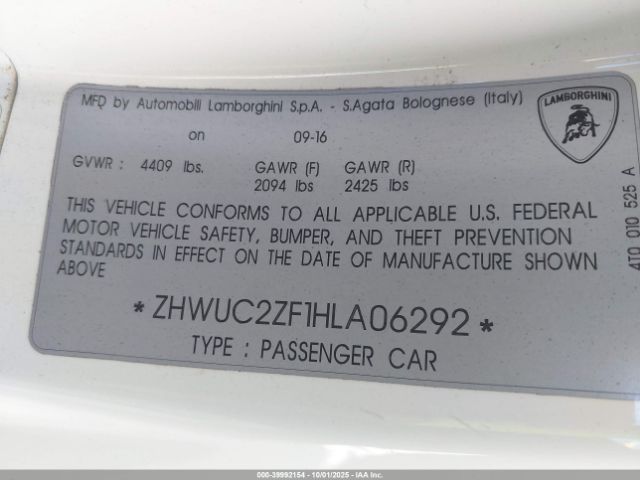 MFD by Automobili Lamborghini S.p.A. - S.Agata Bolognese (Italy)
on 09-16
GVWR : 4409 lbs. GAWR (F) GAWR (R)
2094 lbs 2425 lbs
THIS VEHICLE CONFORMS TO ALL APPLICABLE U.S. FEDERAL
MOTOR VEHICLE SAFETY, BUMPER, AND THEFT PREVENTION
STANDARDS IN EFFECT ON THE DATE OF MANUFACTURE SHOWN
ABOVE
* ZHWUC2ZF1HLA06292 *
TYPE : PASSENGER CAR
LAMBORGHINI
4T0 010 525 A
000-39992154 - 10/01/2025 - IAA Inc.